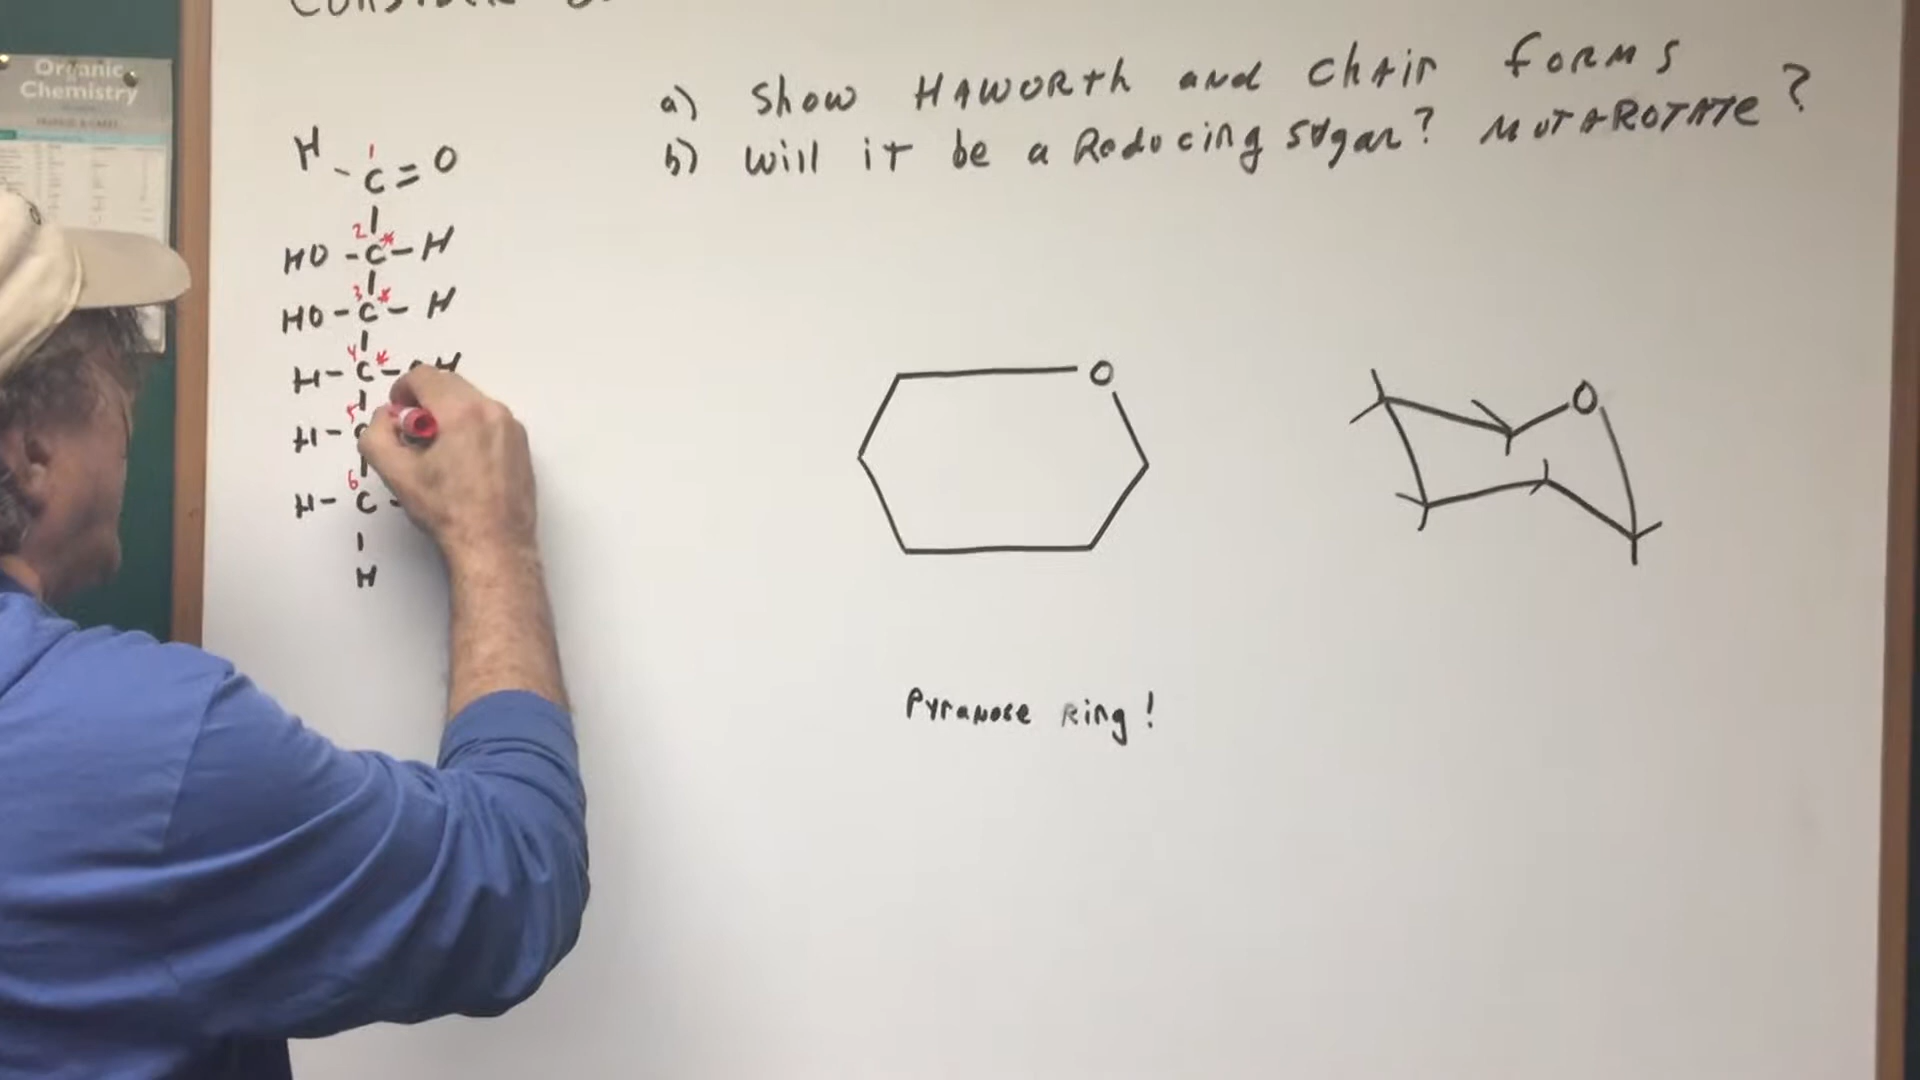 Organic
Chemistry
a) Show HAWORTH and chair forms
b) will it be a Reducing sugar? MUTAROTATE?
H - C = O
1
2
HO - C* - H
3
HO - C* - H
4
H - C* - OH
5
H -
6
H - C -
H
O
O
Pyranose Ring!